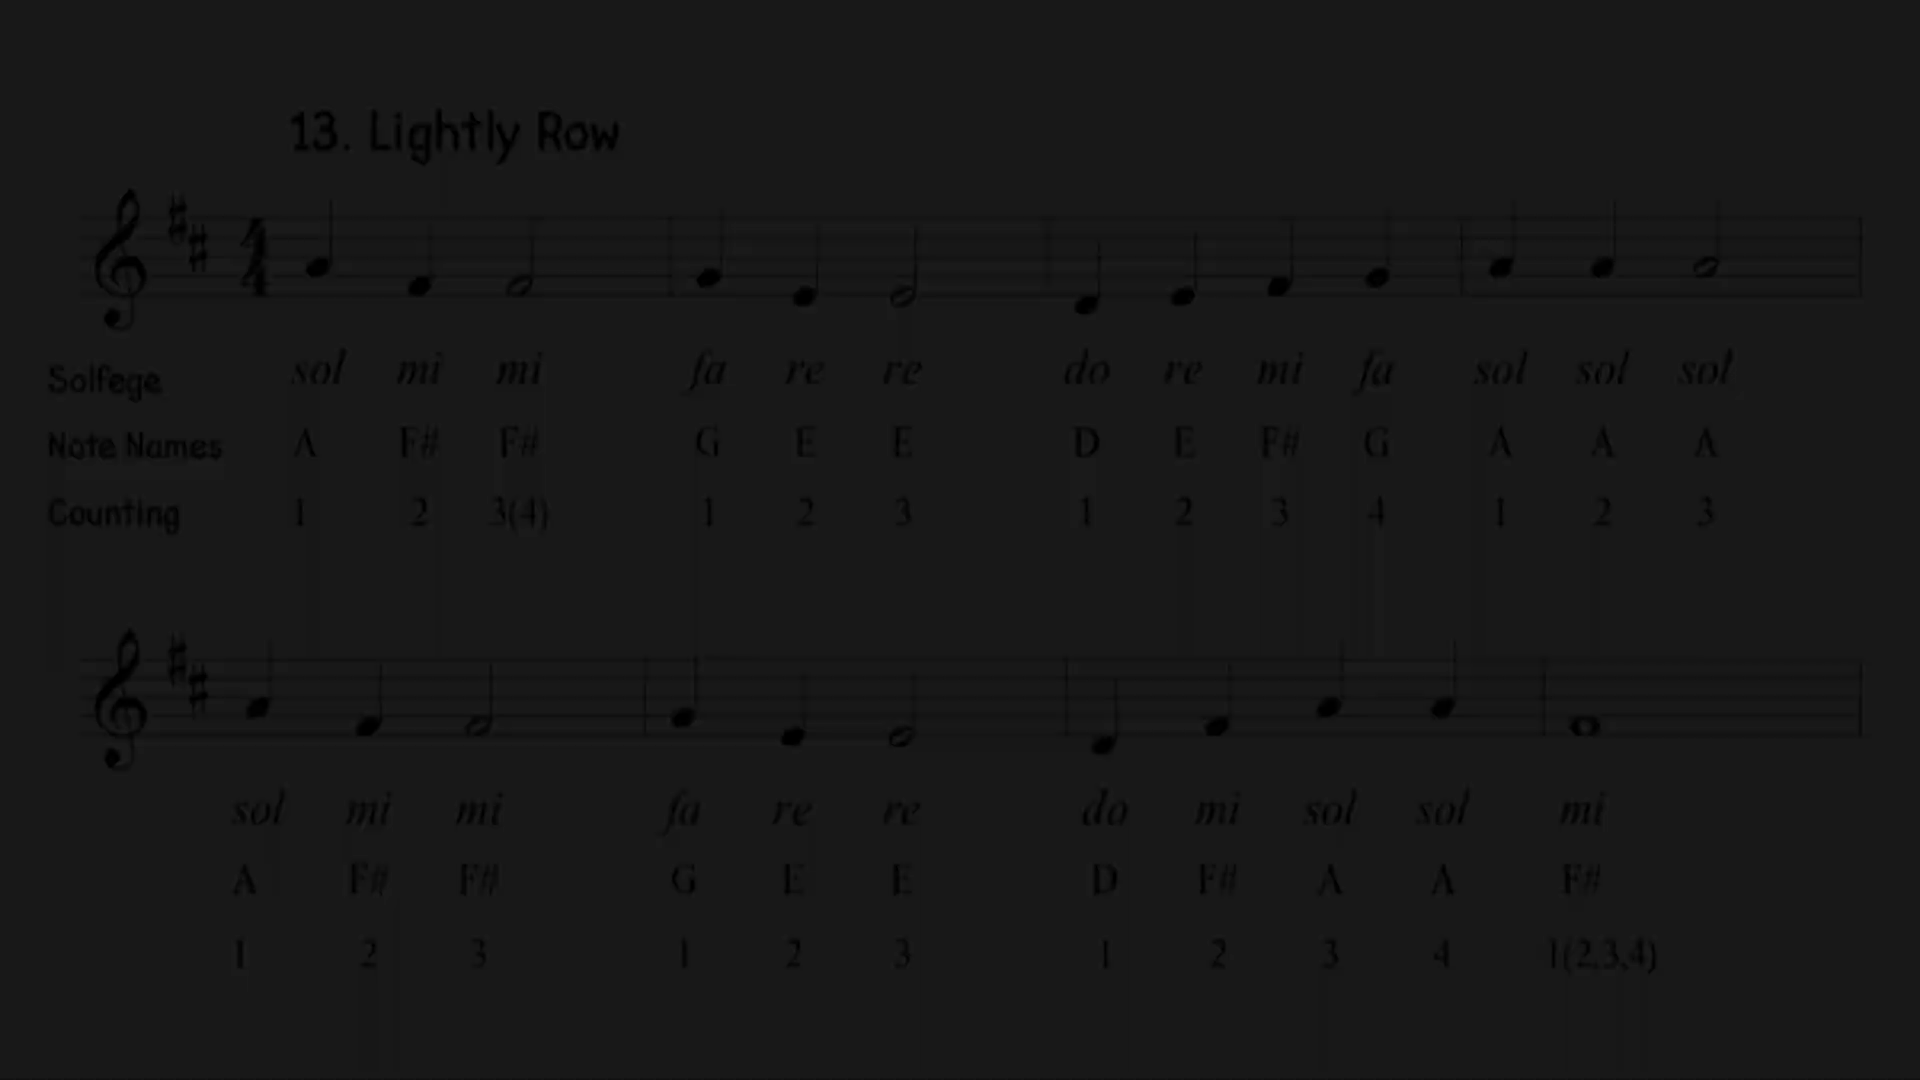 13. Lightly Row
4
4
Solfege sol mi mi fa re re do re mi fa sol sol sol
Note Names A F# F# G E E D E F# G A A A
Counting 1 2 3(4) 1 2 3 1 2 3 4 1 2 3
sol mi mi fa re re do mi sol sol mi
A F# F# G E E D F# A A F#
1 2 3 1 2 3 1 2 3 4 1(2,3,4)